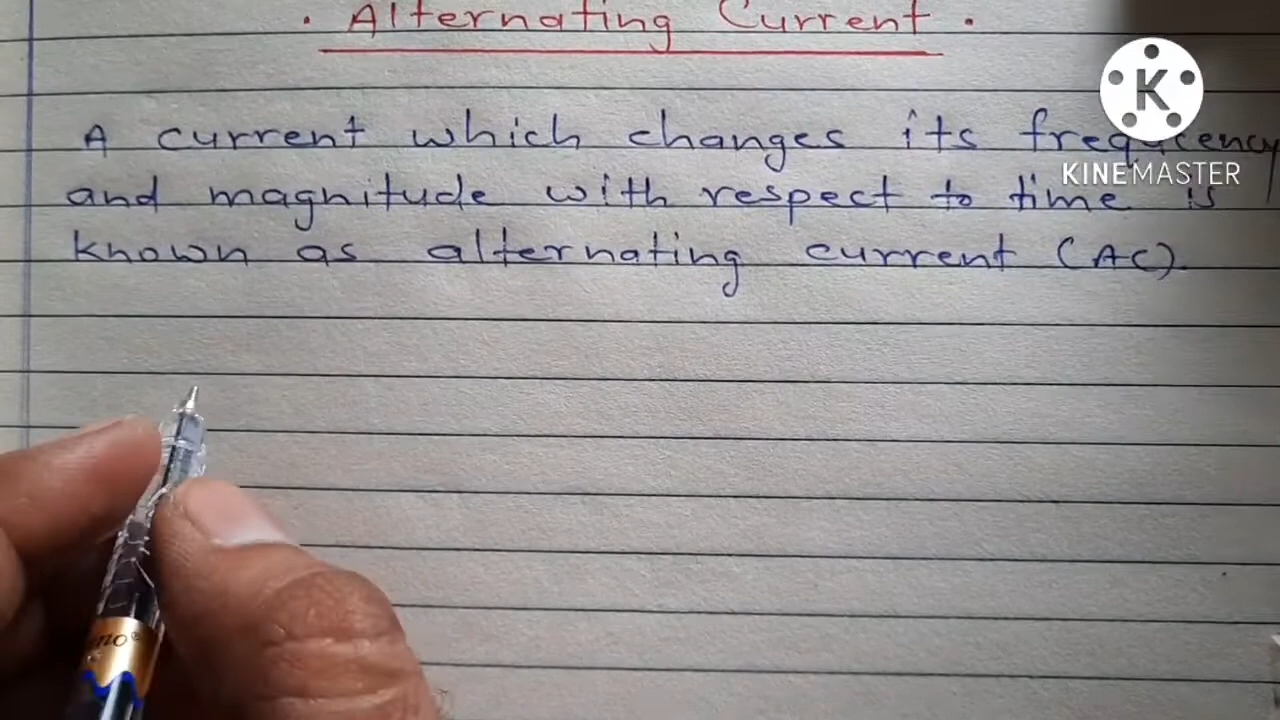 . Alternating Current .
K
KINEMASTER
A current which changes its frequency
and magnitude with respect to time is
known as alternating current (AC).